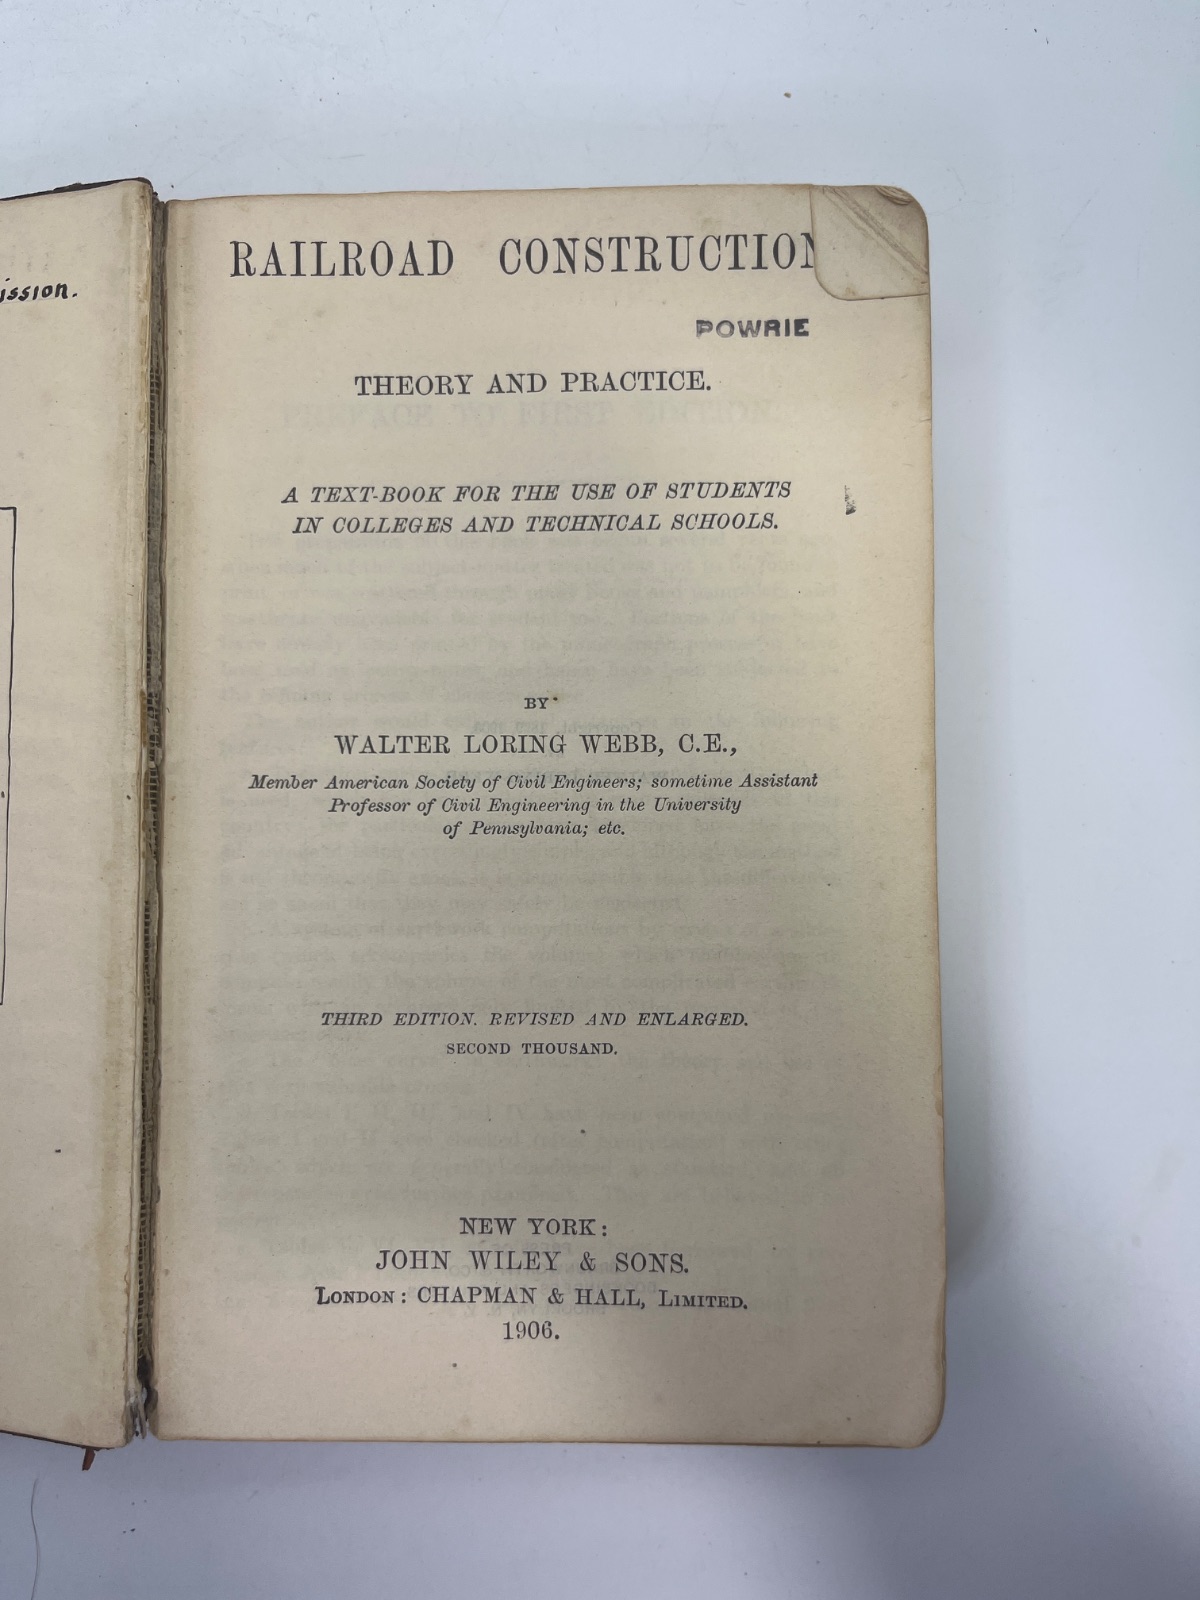 ission.
RAILROAD CONSTRUCTION
POWRIE
THEORY AND PRACTICE.
A TEXT-BOOK FOR THE USE OF STUDENTS
IN COLLEGES AND TECHNICAL SCHOOLS.
BY
WALTER LORING WEBB, C.E.,
Member American Society of Civil Engineers; sometime Assistant
Professor of Civil Engineering in the University
of Pennsylvania; etc.
THIRD EDITION. REVISED AND ENLARGED.
SECOND THOUSAND.
NEW YORK:
JOHN WILEY & SONS.
LONDON: CHAPMAN & HALL, LIMITED.
1906.